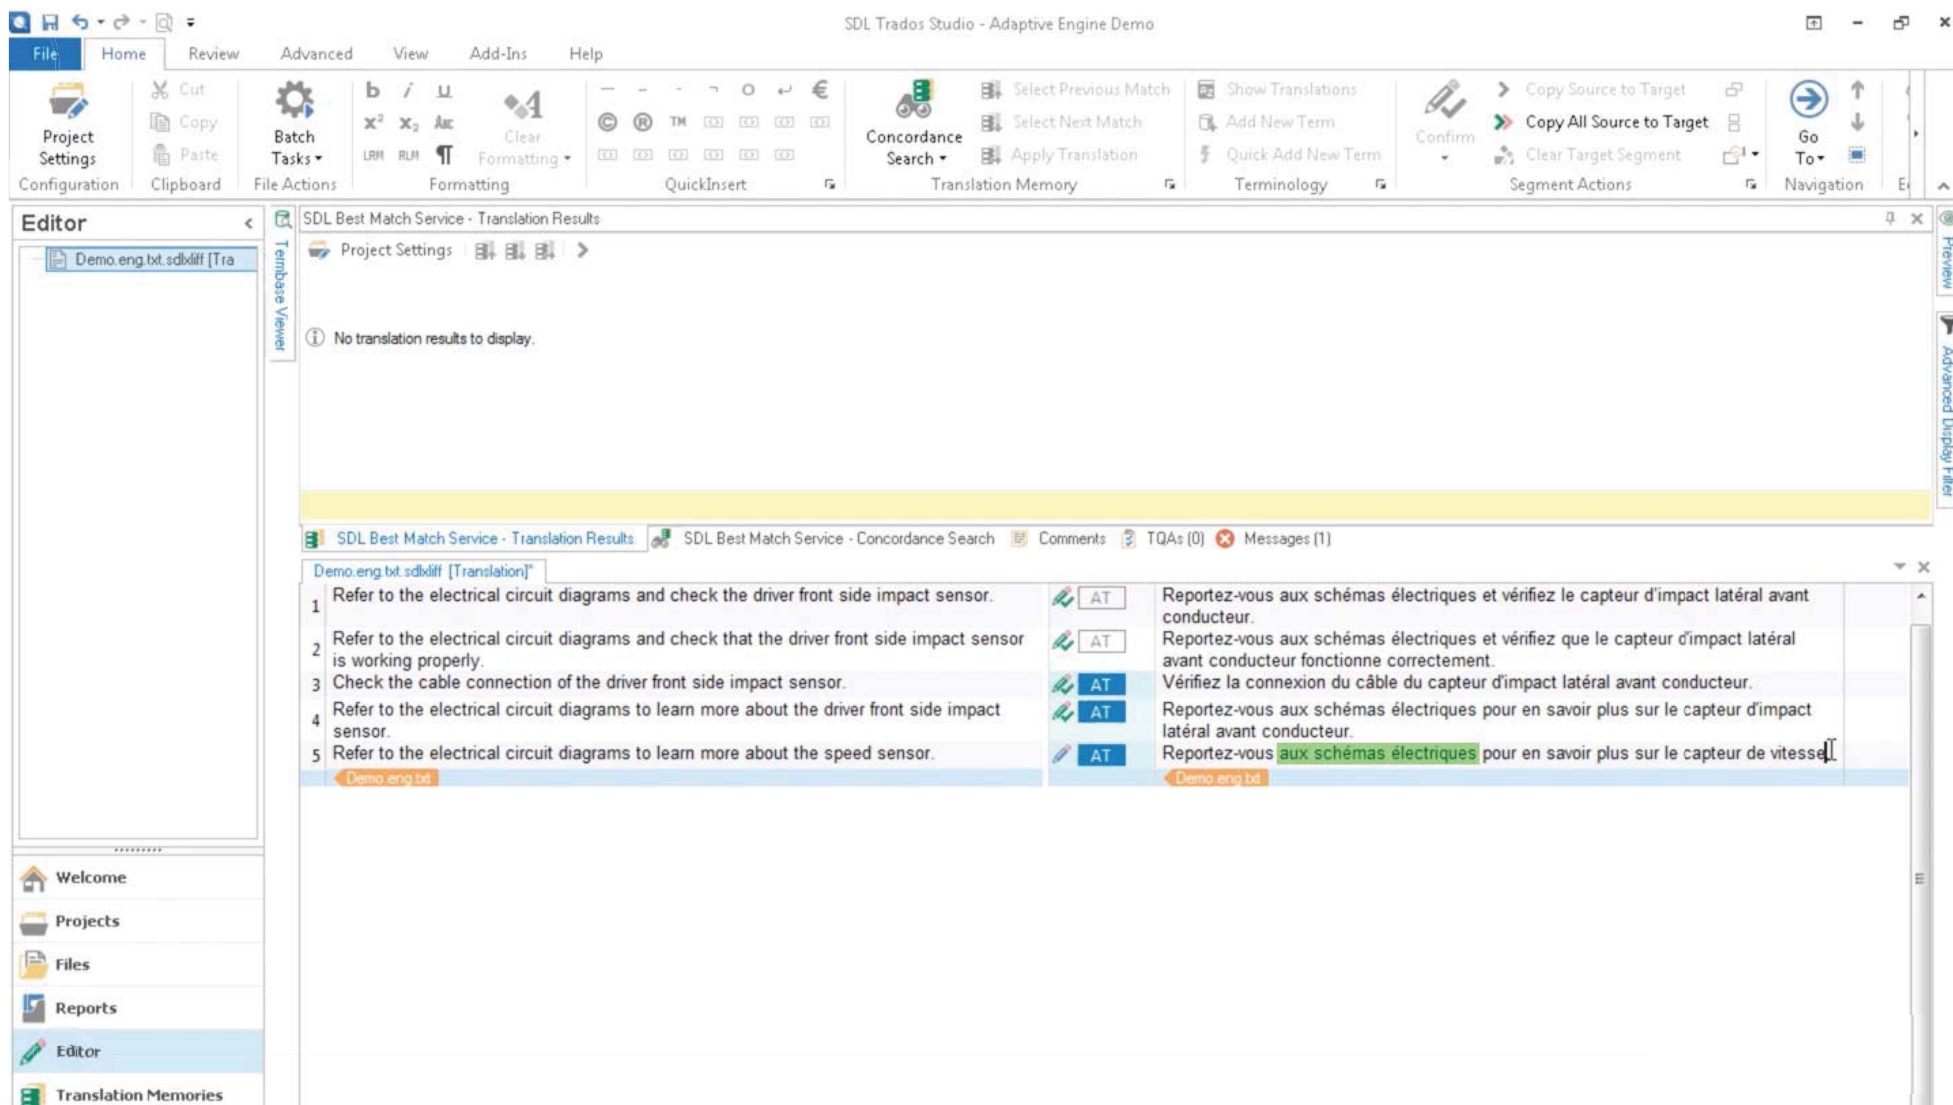 SDL Trados Studio - Adaptive Engine Demo
File Home Review Advanced View Add-Ins Help
Project Settings
Configuration
Cut
Copy
Paste
Clipboard
Batch Tasks
File Actions
b i u
x² x₂ ABC
LRM RLM ¶
Clear Formatting
Formatting
€
© ® TM
QuickInsert
Concordance Search
Select Previous Match
Select Next Match
Apply Translation
Translation Memory
Show Translations
Add New Term
Quick Add New Term
Terminology
Confirm
Copy Source to Target
Copy All Source to Target
Clear Target Segment
Segment Actions
Go To
Navigation
Editor
Demo.eng.txt.sdlxliff [Tra
Termbase Viewer
SDL Best Match Service - Translation Results
Project Settings
No translation results to display.
Preview
Advanced Display Filter
SDL Best Match Service - Translation Results
SDL Best Match Service - Concordance Search
Comments
TQAs (0)
Messages (1)
Demo.eng.txt.sdlxliff [Translation]*
1 Refer to the electrical circuit diagrams and check the driver front side impact sensor.
AT
Reportez-vous aux schémas électriques et vérifiez le capteur d'impact latéral avant
conducteur.
2 Refer to the electrical circuit diagrams and check that the driver front side impact sensor
is working properly.
AT
Reportez-vous aux schémas électriques et vérifiez que le capteur d'impact latéral
avant conducteur fonctionne correctement.
3 Check the cable connection of the driver front side impact sensor.
AT
Vérifiez la connexion du câble du capteur d'impact latéral avant conducteur.
4 Refer to the electrical circuit diagrams to learn more about the driver front side impact
sensor.
AT
Reportez-vous aux schémas électriques pour en savoir plus sur le capteur d'impact
latéral avant conducteur.
5 Refer to the electrical circuit diagrams to learn more about the speed sensor.
AT
Reportez-vous aux schémas électriques pour en savoir plus sur le capteur de vitesse.
Demo.eng.txt
Demo.eng.txt
Welcome
Projects
Files
Reports
Editor
Translation Memories